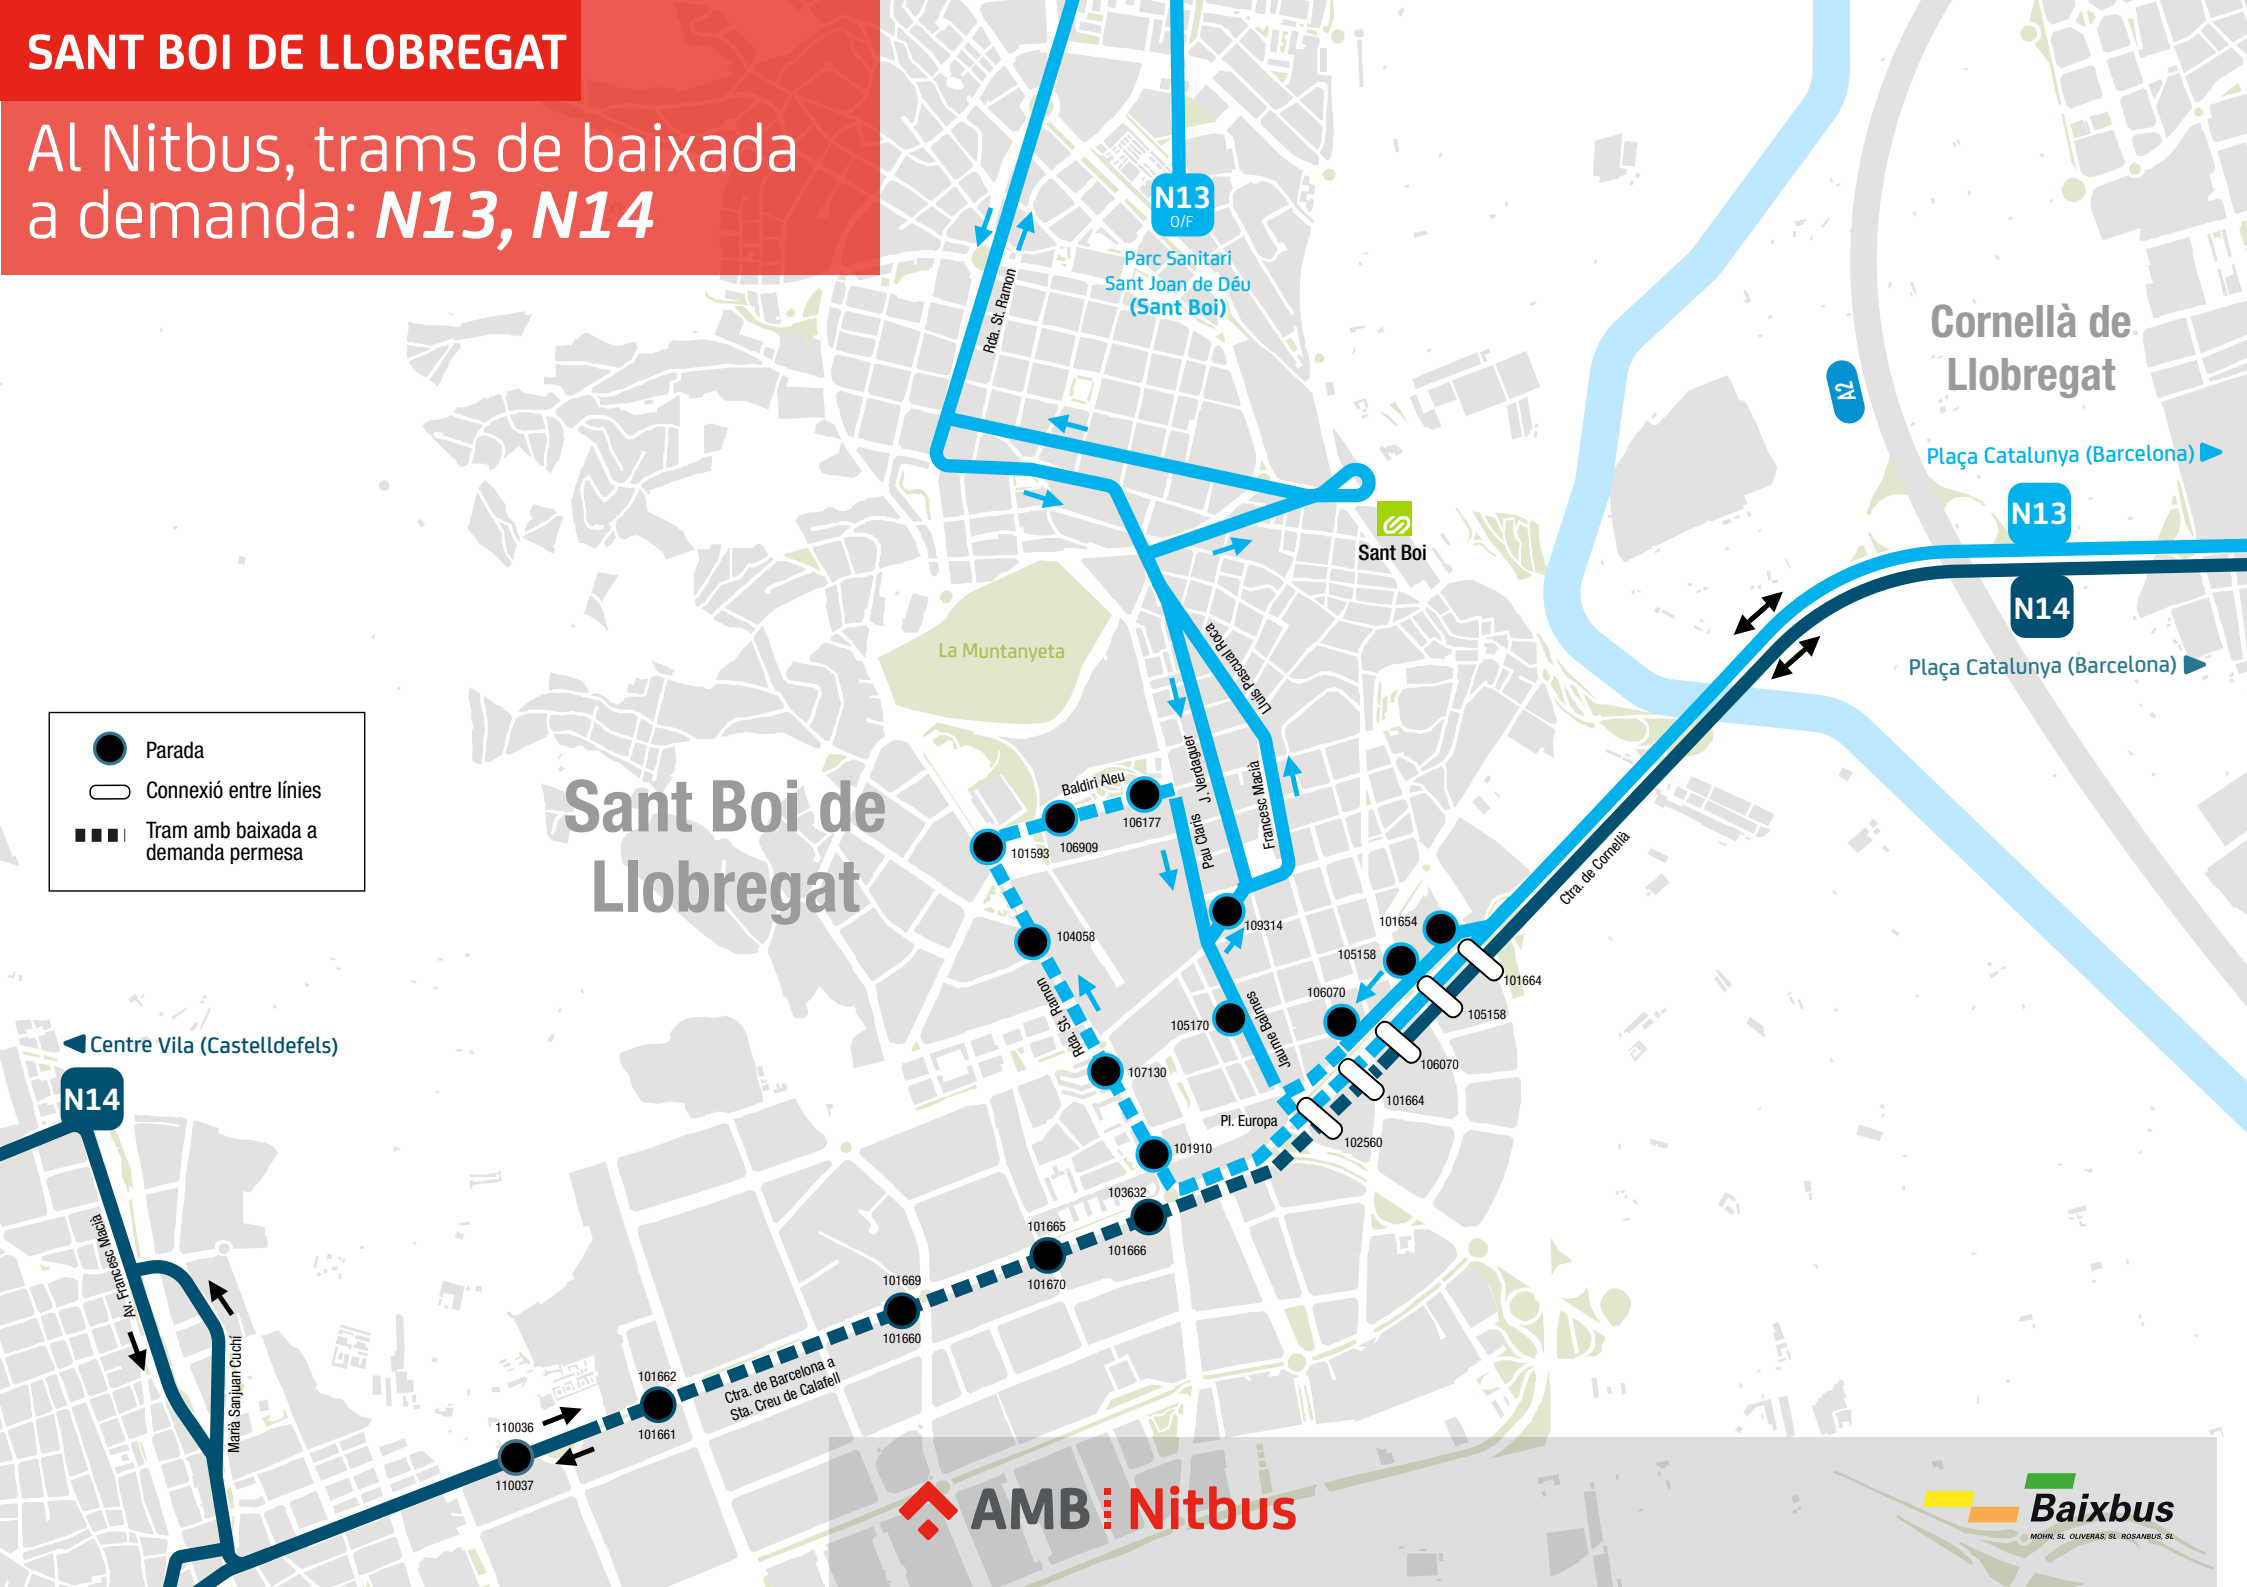 SANT BOI DE LLOBREGAT
Al Nitbus, trams de baixada
a demanda: N13, N14
N13
O/F
Parc Sanitari
Sant Joan de Déu
(Sant Boi)
Rda. St. Ramon
Cornellà de
Llobregat
A2
Plaça Catalunya (Barcelona)
N13
N14
Plaça Catalunya (Barcelona)
Sant Boi
La Muntanyeta
Lluís Pascual Roca
J. Verdaguer
Francesc Macià
Pau Claris
Baldiri Aleu
Parada
Connexió entre línies
Tram amb baixada a
demanda permesa
Sant Boi de
Llobregat
106177
106909
101593
104058
109314
101654
105158
106070
101664
105158
106070
101664
102560
Ctra. de Cornellà
105170
Jaume Balmes
Rda. St. Ramon
107130
Pl. Europa
101910
103632
101666
101665
101670
101669
101660
101662
101661
Ctra. de Barcelona a
Sta. Creu de Calafell
110036
110037
Centre Vila (Castelldefels)
N14
Av. Francesc Macià
Marià Sanjuan Cuchí
AMB Nitbus
Baixbus
MOHN, SL OLIVERAS, SL ROSANBUS, SL